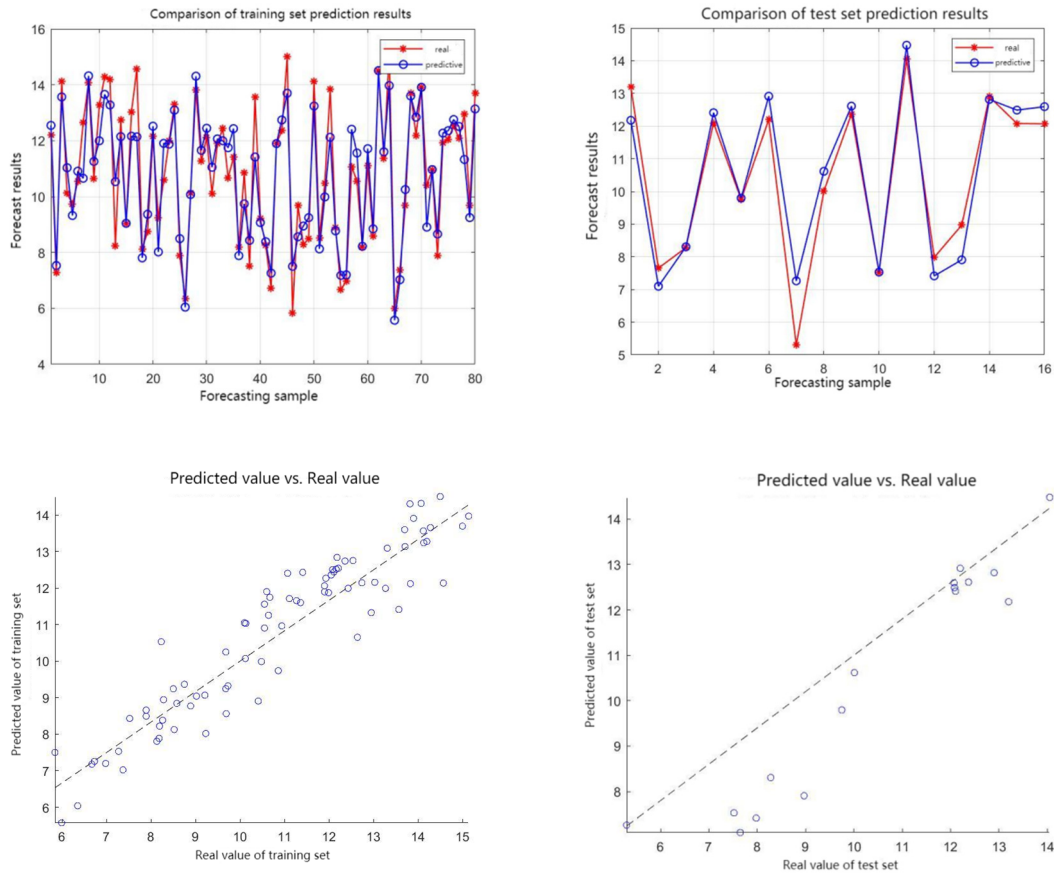 Comparison of training set prediction results
16
14
12
10
8
6
4
10 20 30 40 50 60 70 80
Forecast results
Forecasting sample
real
predictive
Comparison of test set prediction results
15
14
13
12
11
10
9
8
7
6
5
2 4 6 8 10 12 14 16
Forecast results
Forecasting sample
real
predictive
Predicted value vs. Real value
14
13
12
11
10
9
8
7
6
6 7 8 9 10 11 12 13 14 15
Predicted value of training set
Real value of training set
Predicted value vs. Real value
14
13
12
11
10
9
8
6 7 8 9 10 11 12 13 14
Predicted value of test set
Real value of test set